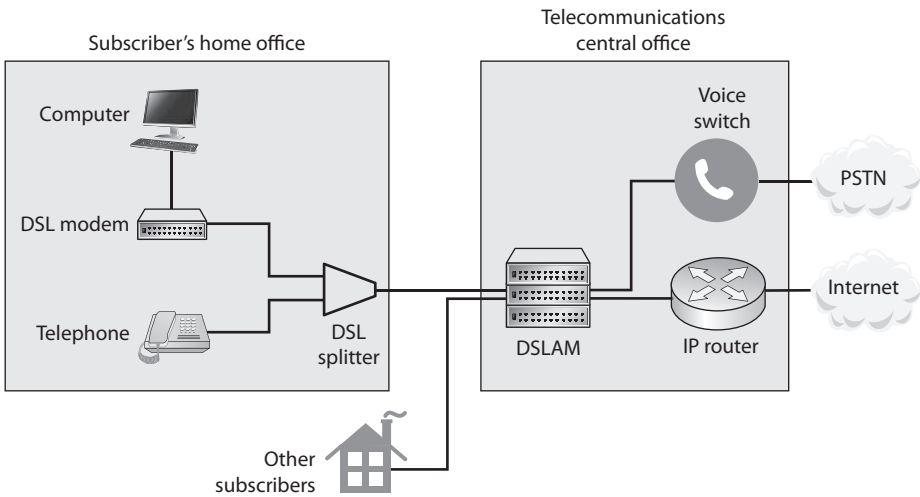 Subscriber’s home office
Telecommunications
central office
Computer
Voice
switch
PSTN
DSL modem
Internet
Telephone
DSL
splitter
DSLAM
IP router
Other
subscribers